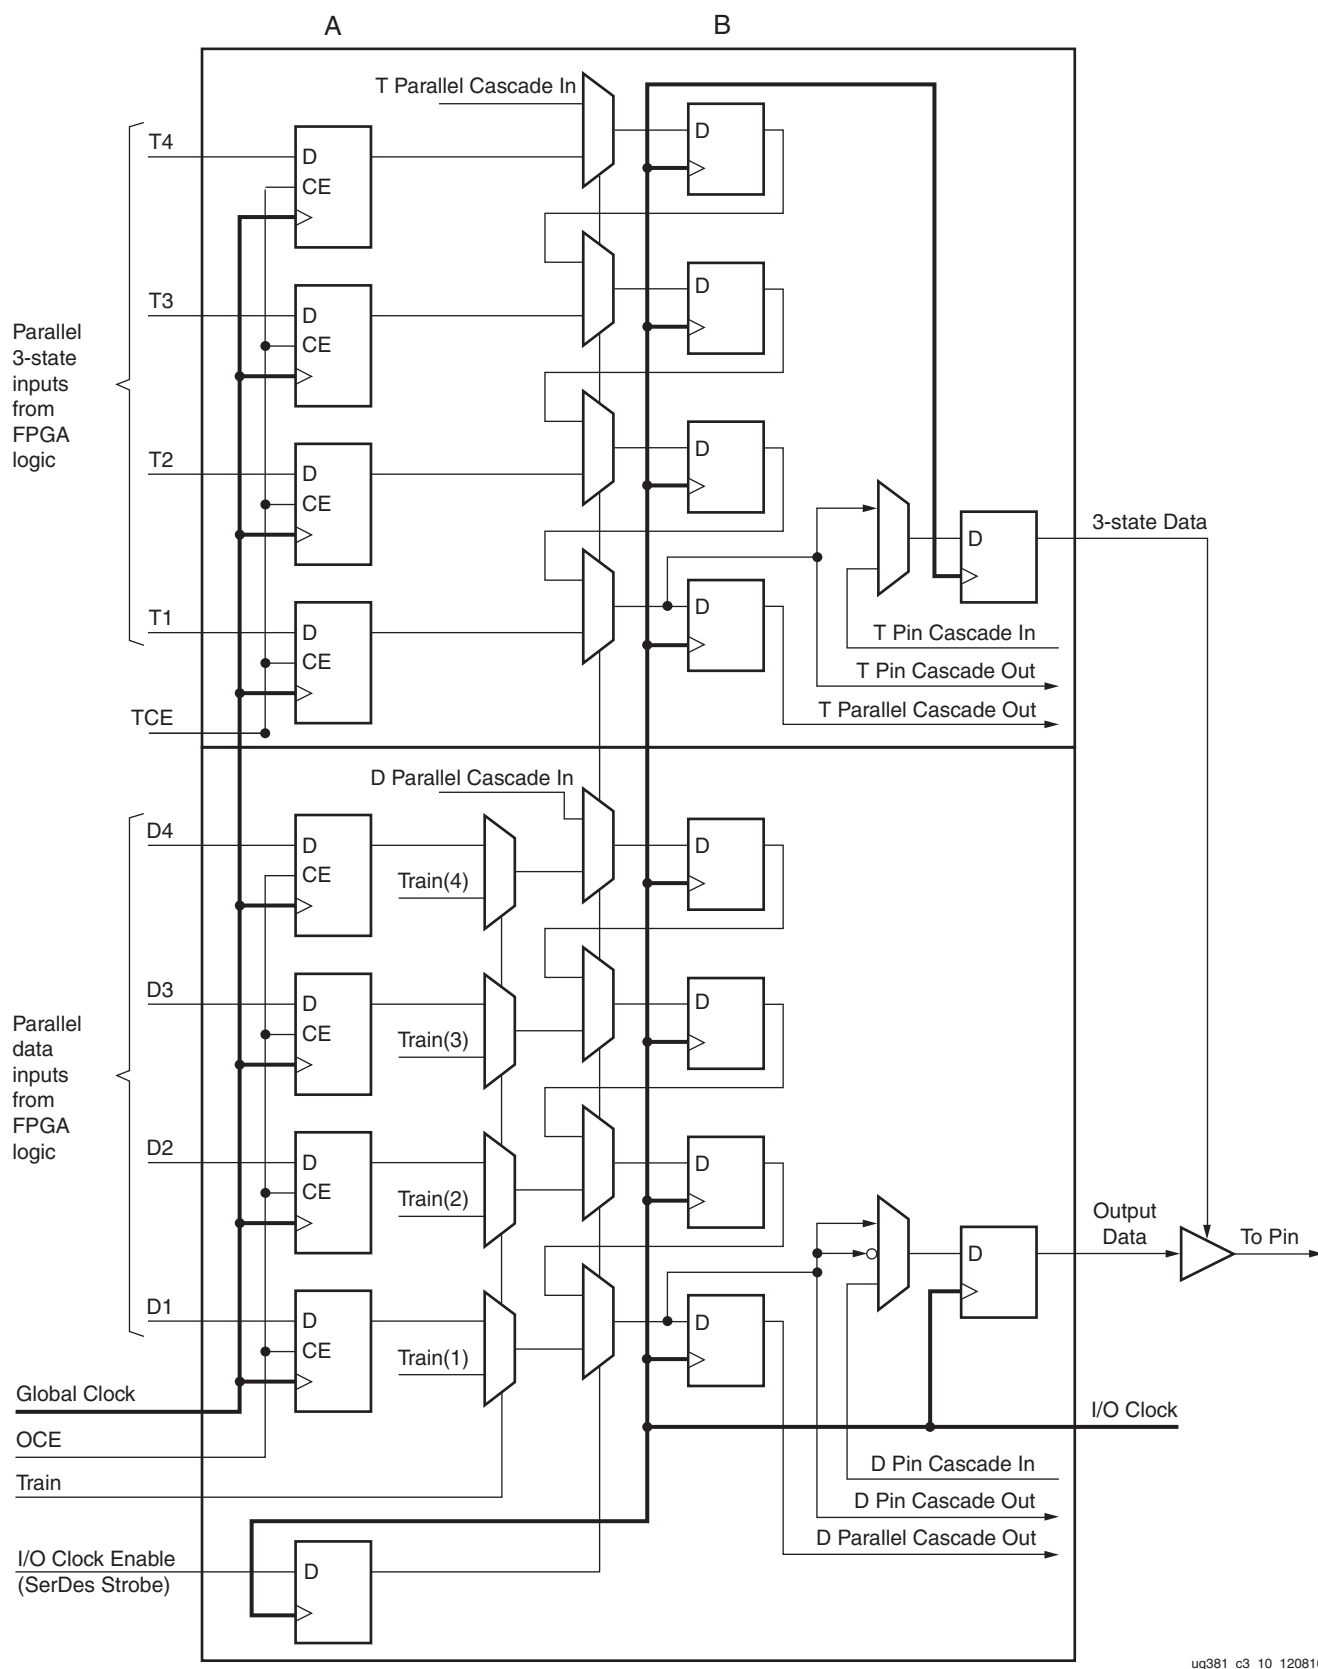 A
B
T Parallel Cascade In
T4
D
CE
D
T3
D
CE
D
Parallel
3-state
inputs
from
FPGA
logic
T2
D
CE
D
3-state Data
D
T1
D
CE
D
T Pin Cascade In
T Pin Cascade Out
T Parallel Cascade Out
TCE
D Parallel Cascade In
D4
D
CE
Train(4)
D
D3
D
CE
Train(3)
D
Parallel
data
inputs
from
FPGA
logic
D2
D
CE
Train(2)
D
Output
Data
To Pin
D
D1
D
CE
Train(1)
D
Global Clock
I/O Clock
OCE
D Pin Cascade In
Train
D Pin Cascade Out
D Parallel Cascade Out
I/O Clock Enable
(SerDes Strobe)
D